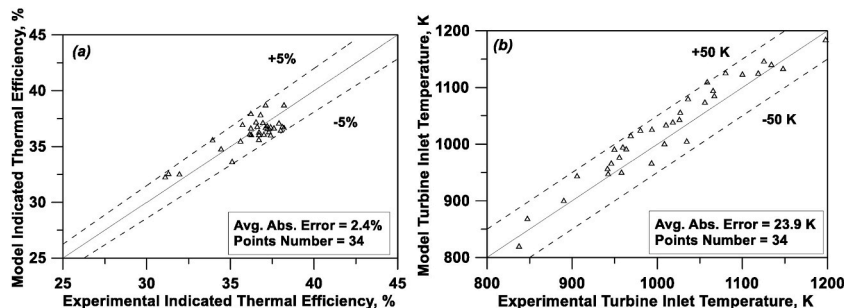 Model Indicated Thermal Efficiency, %
45
40
35
30
25
(a)
+5%
-5%
Avg. Abs. Error = 2.4%
Points Number = 34
25 30 35 40 45
Experimental Indicated Thermal Efficiency, %
Model Turbine Inlet Temperature, K
1200
1100
1000
900
800
(b)
+50 K
-50 K
Avg. Abs. Error = 23.9 K
Points Number = 34
800 900 1000 1100 1200
Experimental Turbine Inlet Temperature, K